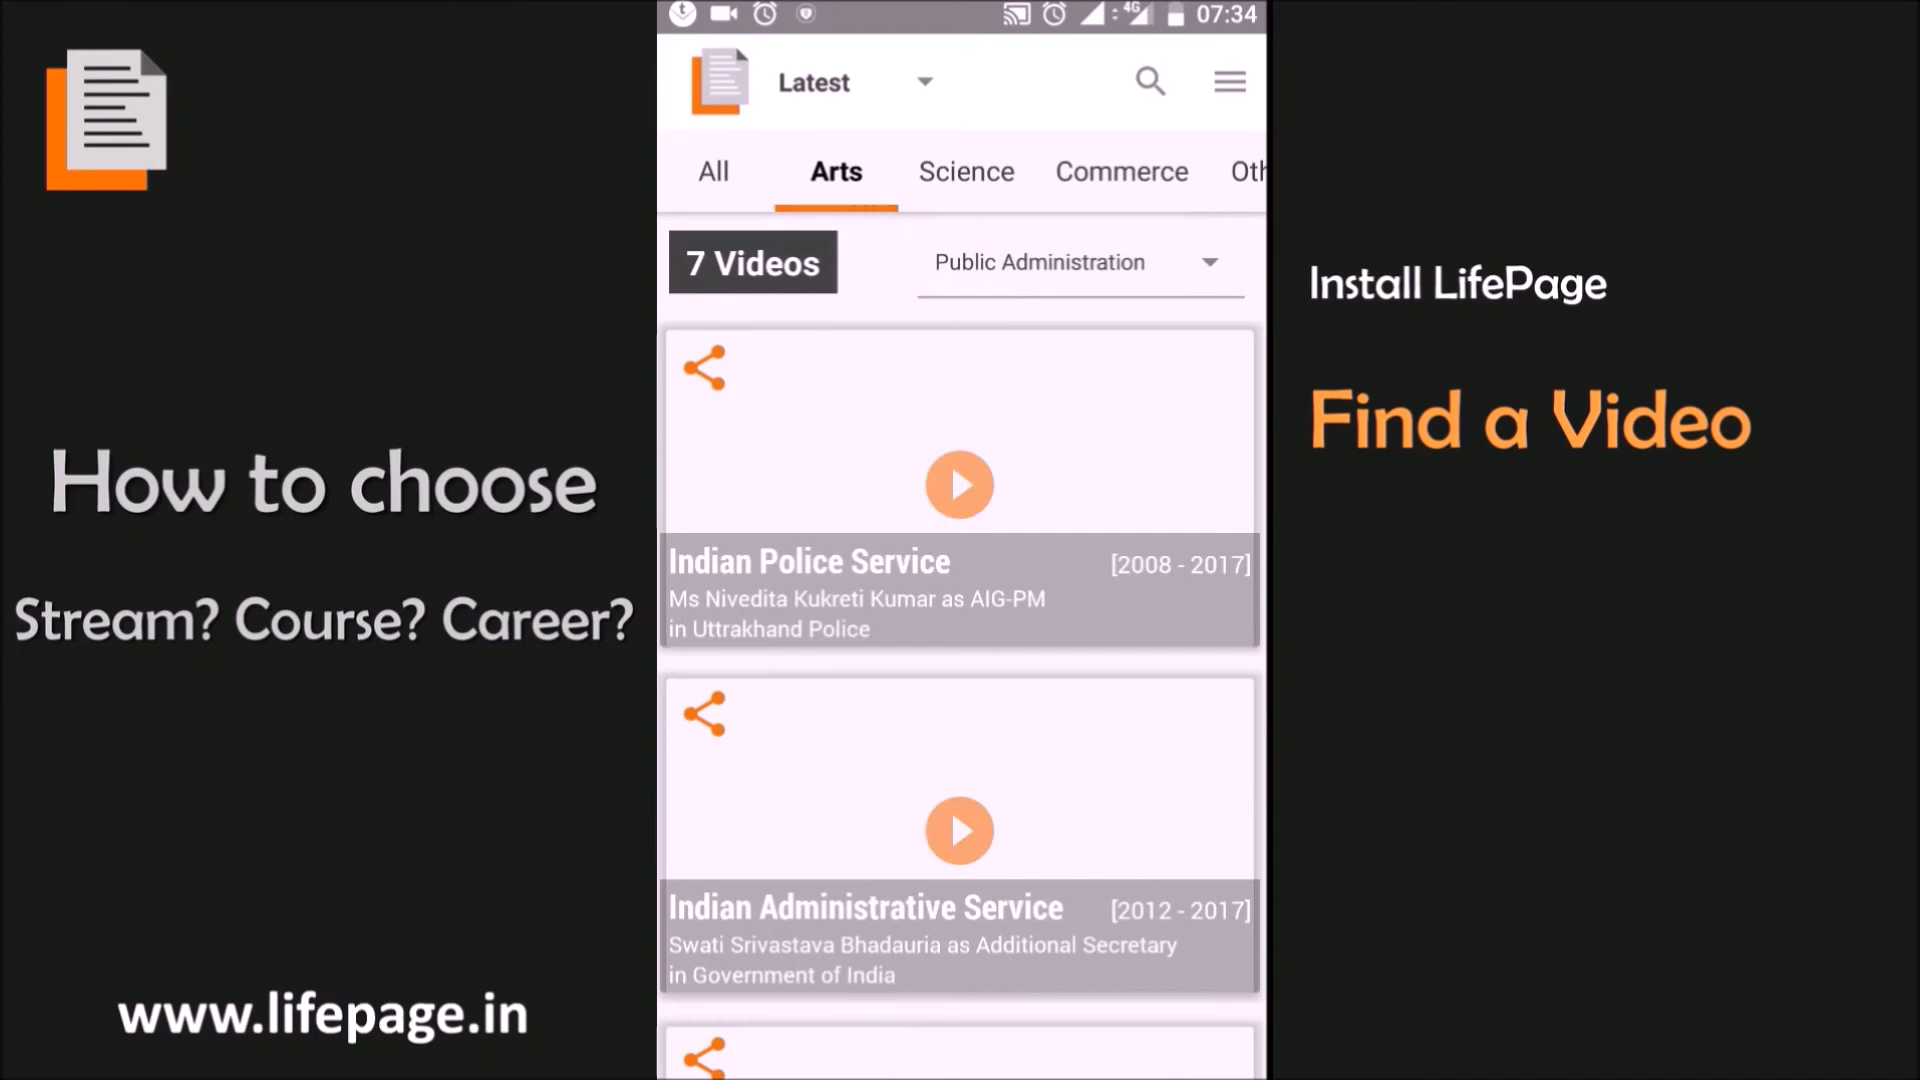 How to choose
Stream? Course? Career?
www.lifepage.in
4G 07:34
Latest
All Arts Science Commerce Oth
7 Videos Public Administration
Indian Police Service [2008 - 2017]
Ms Nivedita Kukreti Kumar as AIG-PM
in Uttrakhand Police
Indian Administrative Service [2012 - 2017]
Swati Srivastava Bhadauria as Additional Secretary
in Government of India
Install LifePage
Find a Video